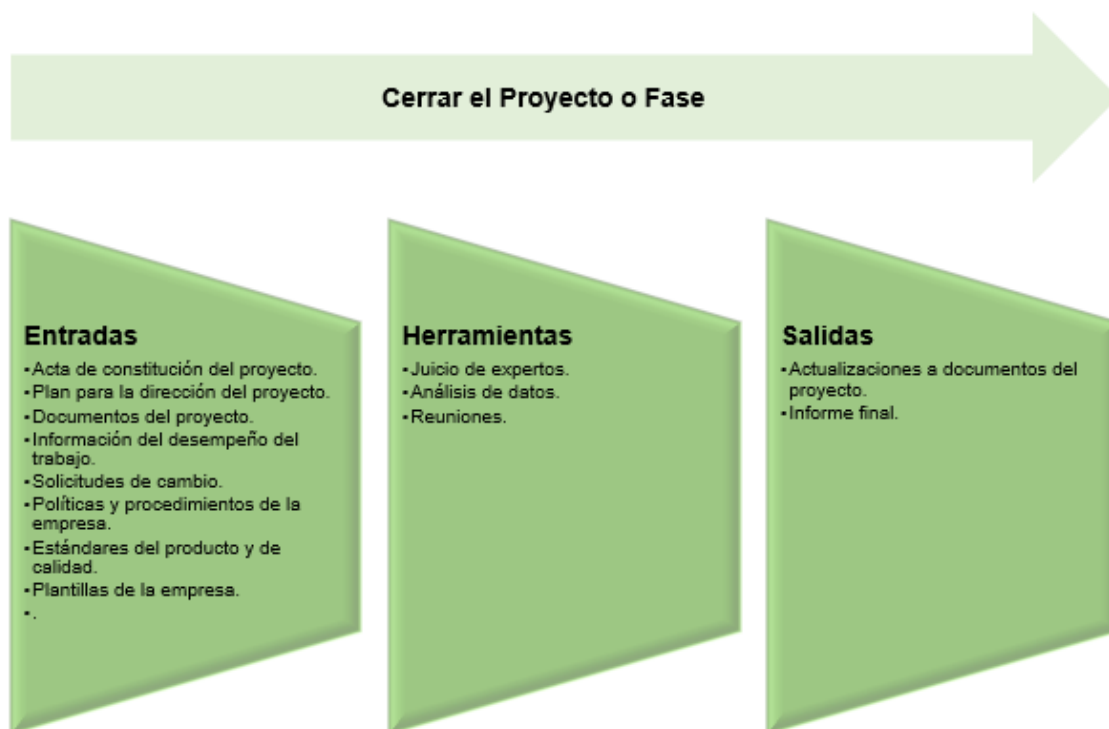 Cerrar el Proyecto o Fase
Entradas
▪Acta de constitución del proyecto.
▪Plan para la dirección del proyecto.
▪Documentos del proyecto.
▪Información del desempeño del
trabajo.
▪Solicitudes de cambio.
▪Políticas y procedimientos de la
empresa.
▪Estándares del producto y de
calidad.
▪Plantillas de la empresa.
▪.
Herramientas
▪Juicio de expertos.
▪Análisis de datos.
▪Reuniones.
Salidas
▪Actualizaciones a documentos del
proyecto.
▪Informe final.